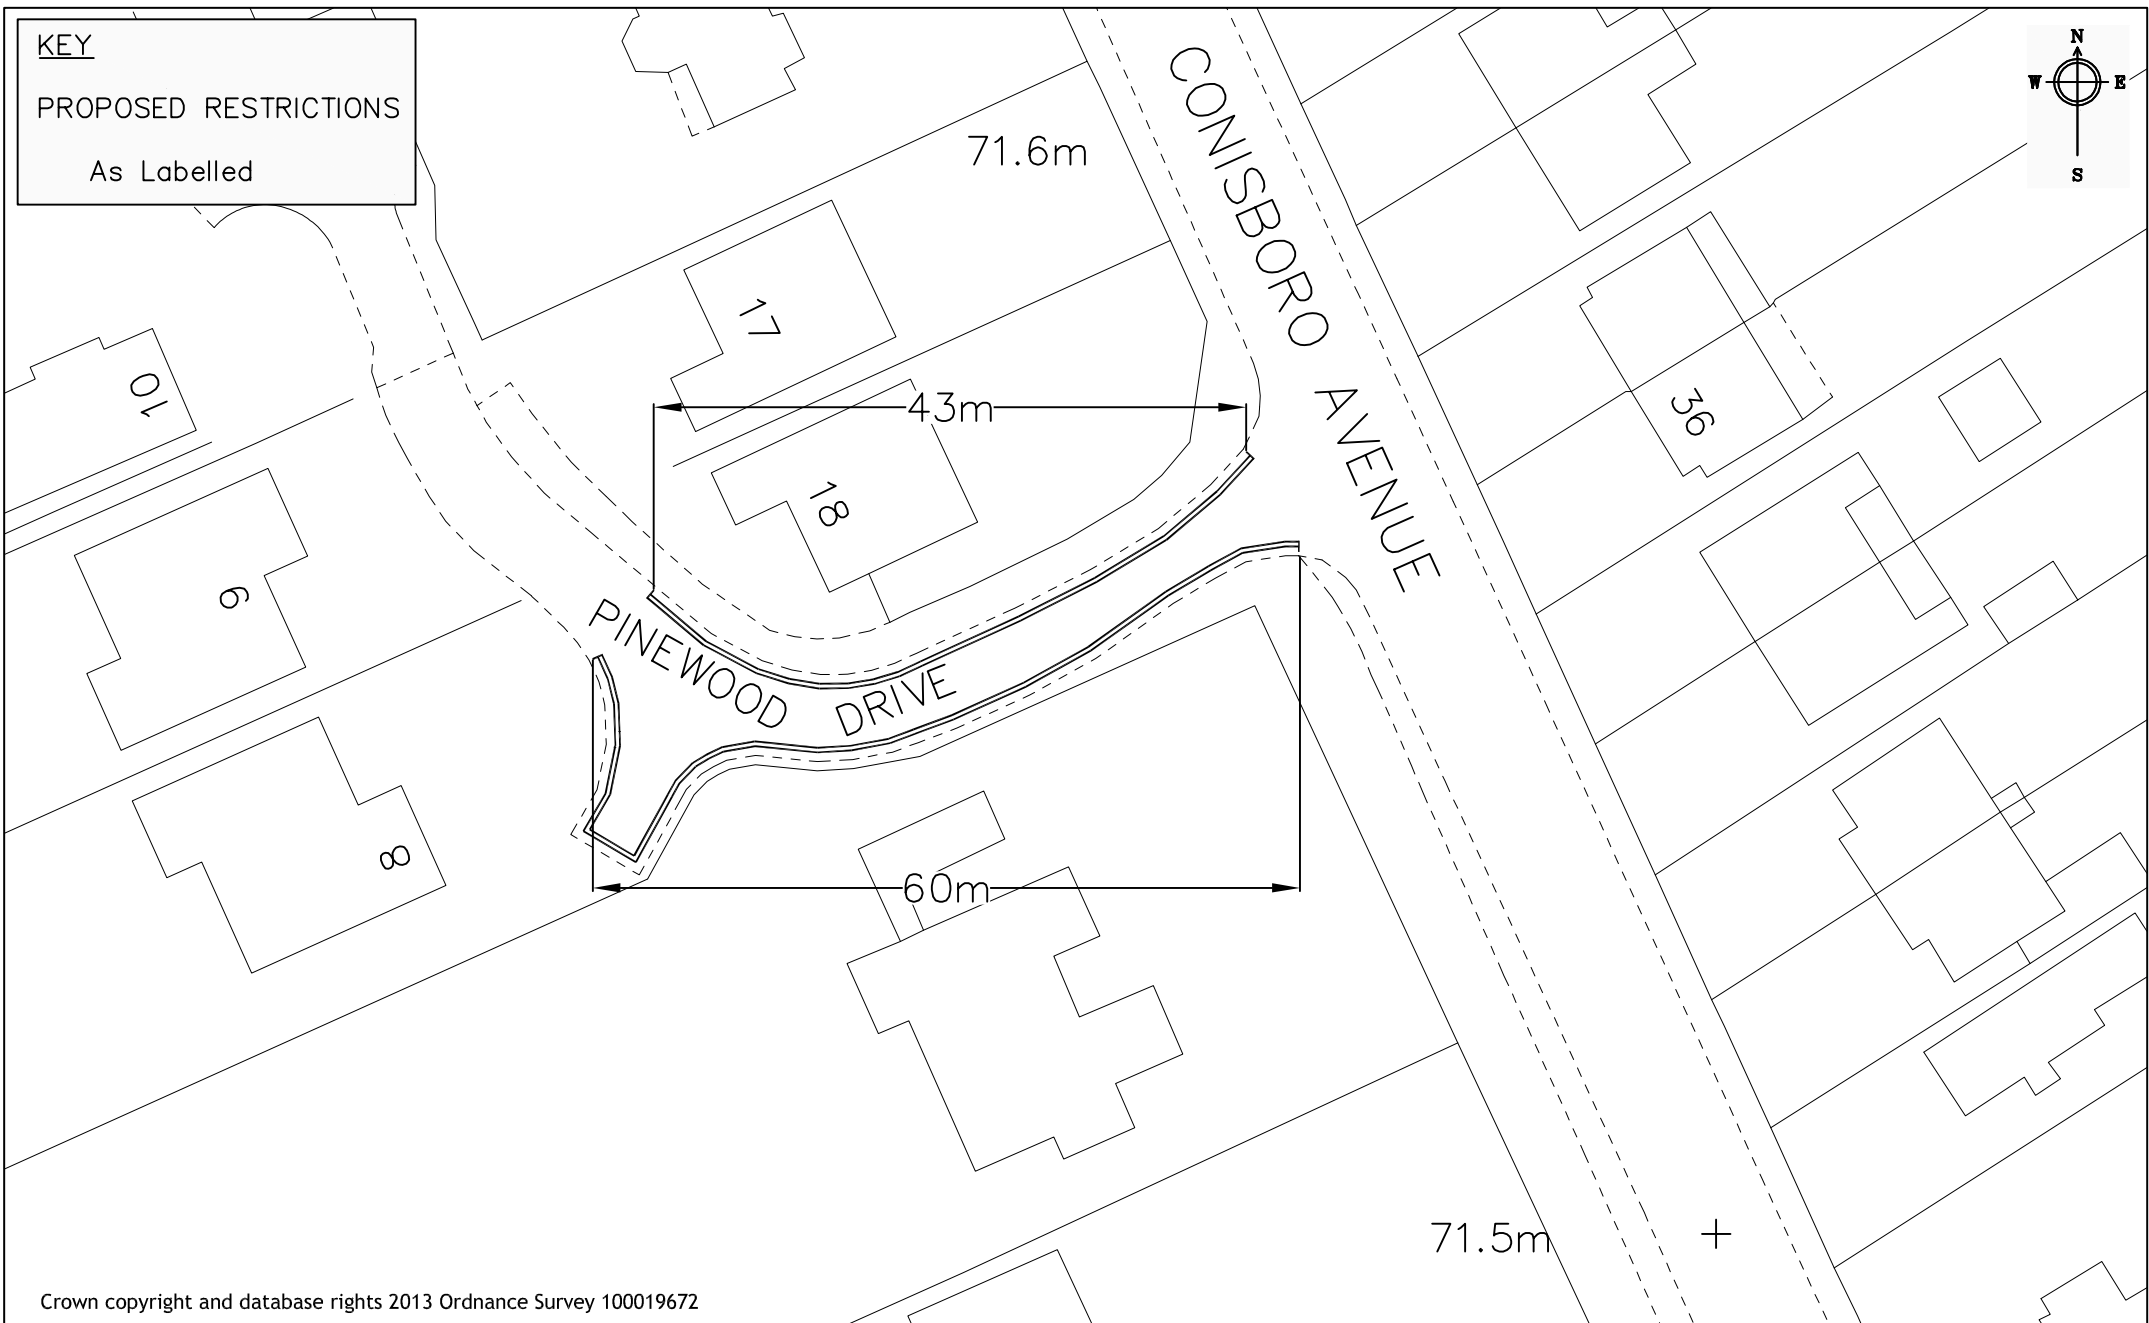 KEY
PROPOSED RESTRICTIONS
As Labelled
N
W E
S
CONISBORO AVENUE
71.6m
17
10
43m
36
18
6
PINEWOOD DRIVE
8
60m
71.5m
Crown copyright and database rights 2013 Ordnance Survey 100019672